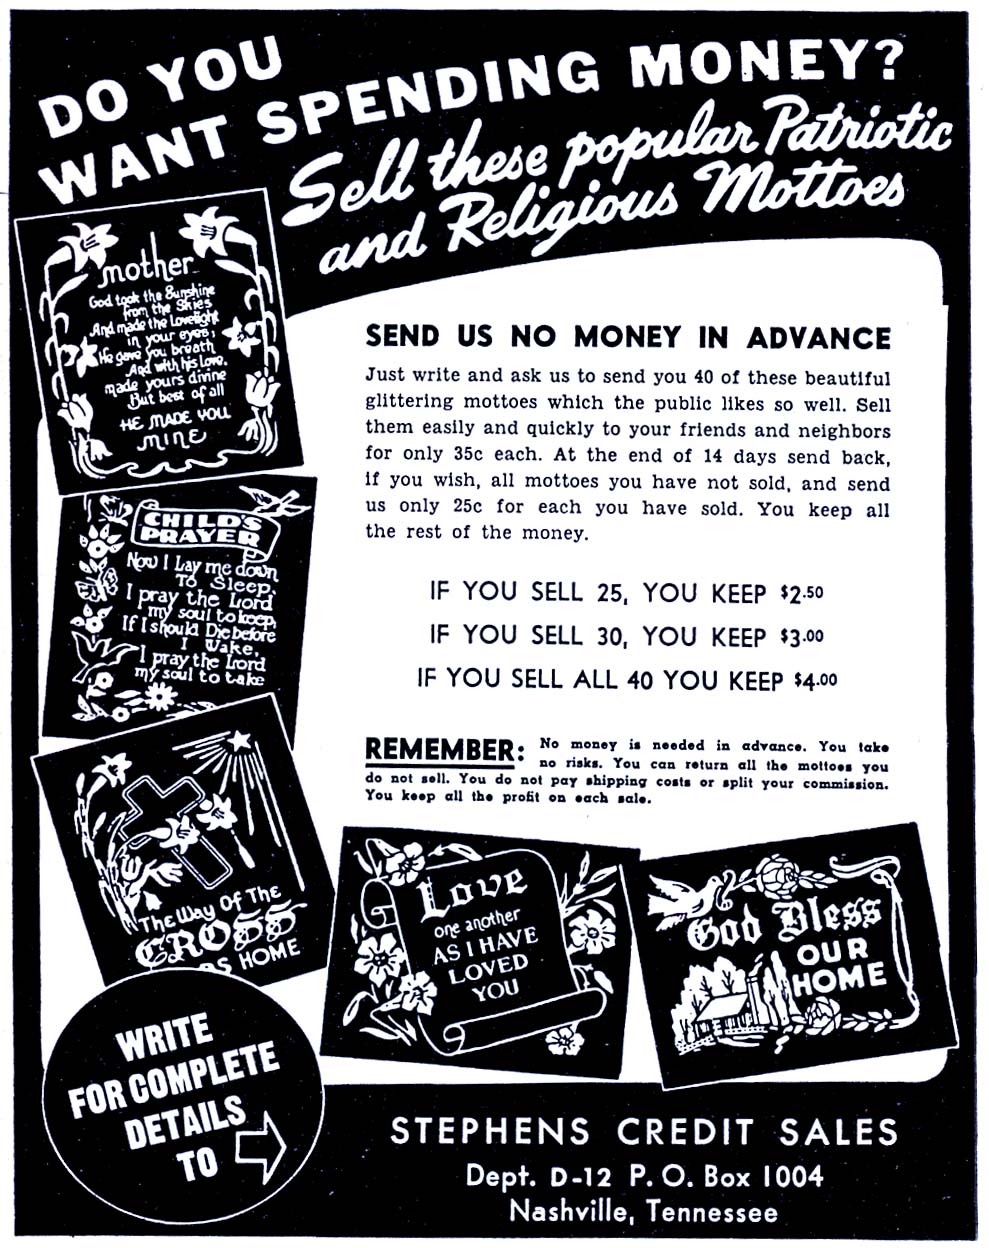 DO YOU
WANT SPENDING MONEY?
Sell these popular Patriotic
and Religious Mottoes
mother
God took the Sunshine
from the Skies
And made the Lovelight
in your eyes;
He gave you breath
And with his Love,
made yours divine
But best of all
HE MADE YOU
MINE
CHILD'S
PRAYER
Now I Lay me down
To Sleep,
I pray the Lord
my soul to keep,
If I should Die before
I Wake,
I pray the Lord
my soul to take
The Way Of The
CROSS
DS HOME
SEND US NO MONEY IN ADVANCE
Just write and ask us to send you 40 of these beautiful
glittering mottoes which the public likes so well. Sell
them easily and quickly to your friends and neighbors
for only 35c each. At the end of 14 days send back,
if you wish, all mottoes you have not sold, and send
us only 25c for each you have sold. You keep all
the rest of the money.
IF YOU SELL 25, YOU KEEP $2.50
IF YOU SELL 30, YOU KEEP $3.00
IF YOU SELL ALL 40 YOU KEEP $4.00
REMEMBER: No money is needed in advance. You take
no risks. You can return all the mottoes you
do not sell. You do not pay shipping costs or split your commission.
You keep all the profit on each sale.
Love
one another
AS I HAVE
LOVED
YOU
God Bless
OUR
HOME
WRITE
FOR COMPLETE
DETAILS
TO
STEPHENS CREDIT SALES
Dept. D-12 P. O. Box 1004
Nashville, Tennessee